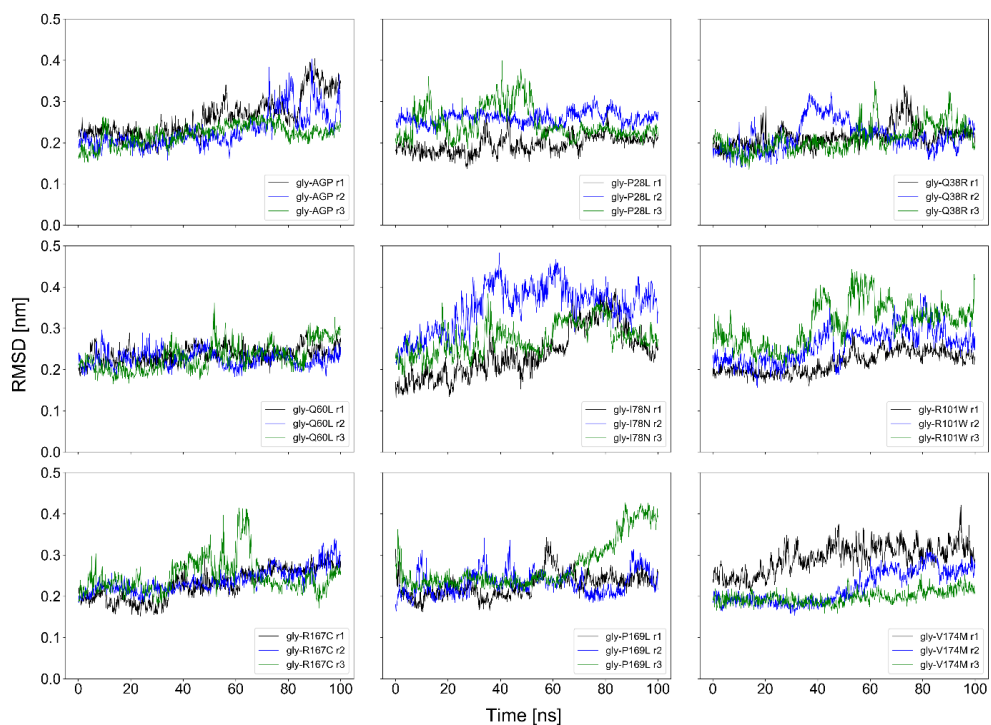 0.5
0.4
0.3
0.2
0.1
0.0
gly-AGP r1
gly-AGP r2
gly-AGP r3
gly-P28L r1
gly-P28L r2
gly-P28L r3
gly-Q38R r1
gly-Q38R r2
gly-Q38R r3
RMSD [nm]
0.5
0.4
0.3
0.2
0.1
0.0
gly-Q60L r1
gly-Q60L r2
gly-Q60L r3
gly-I78N r1
gly-I78N r2
gly-I78N r3
gly-R101W r1
gly-R101W r2
gly-R101W r3
0.5
0.4
0.3
0.2
0.1
0.0
gly-R167C r1
gly-R167C r2
gly-R167C r3
gly-P169L r1
gly-P169L r2
gly-P169L r3
gly-V174M r1
gly-V174M r2
gly-V174M r3
0 20 40 60 80 100
0 20 40 60 80 100
0 20 40 60 80 100
Time [ns]